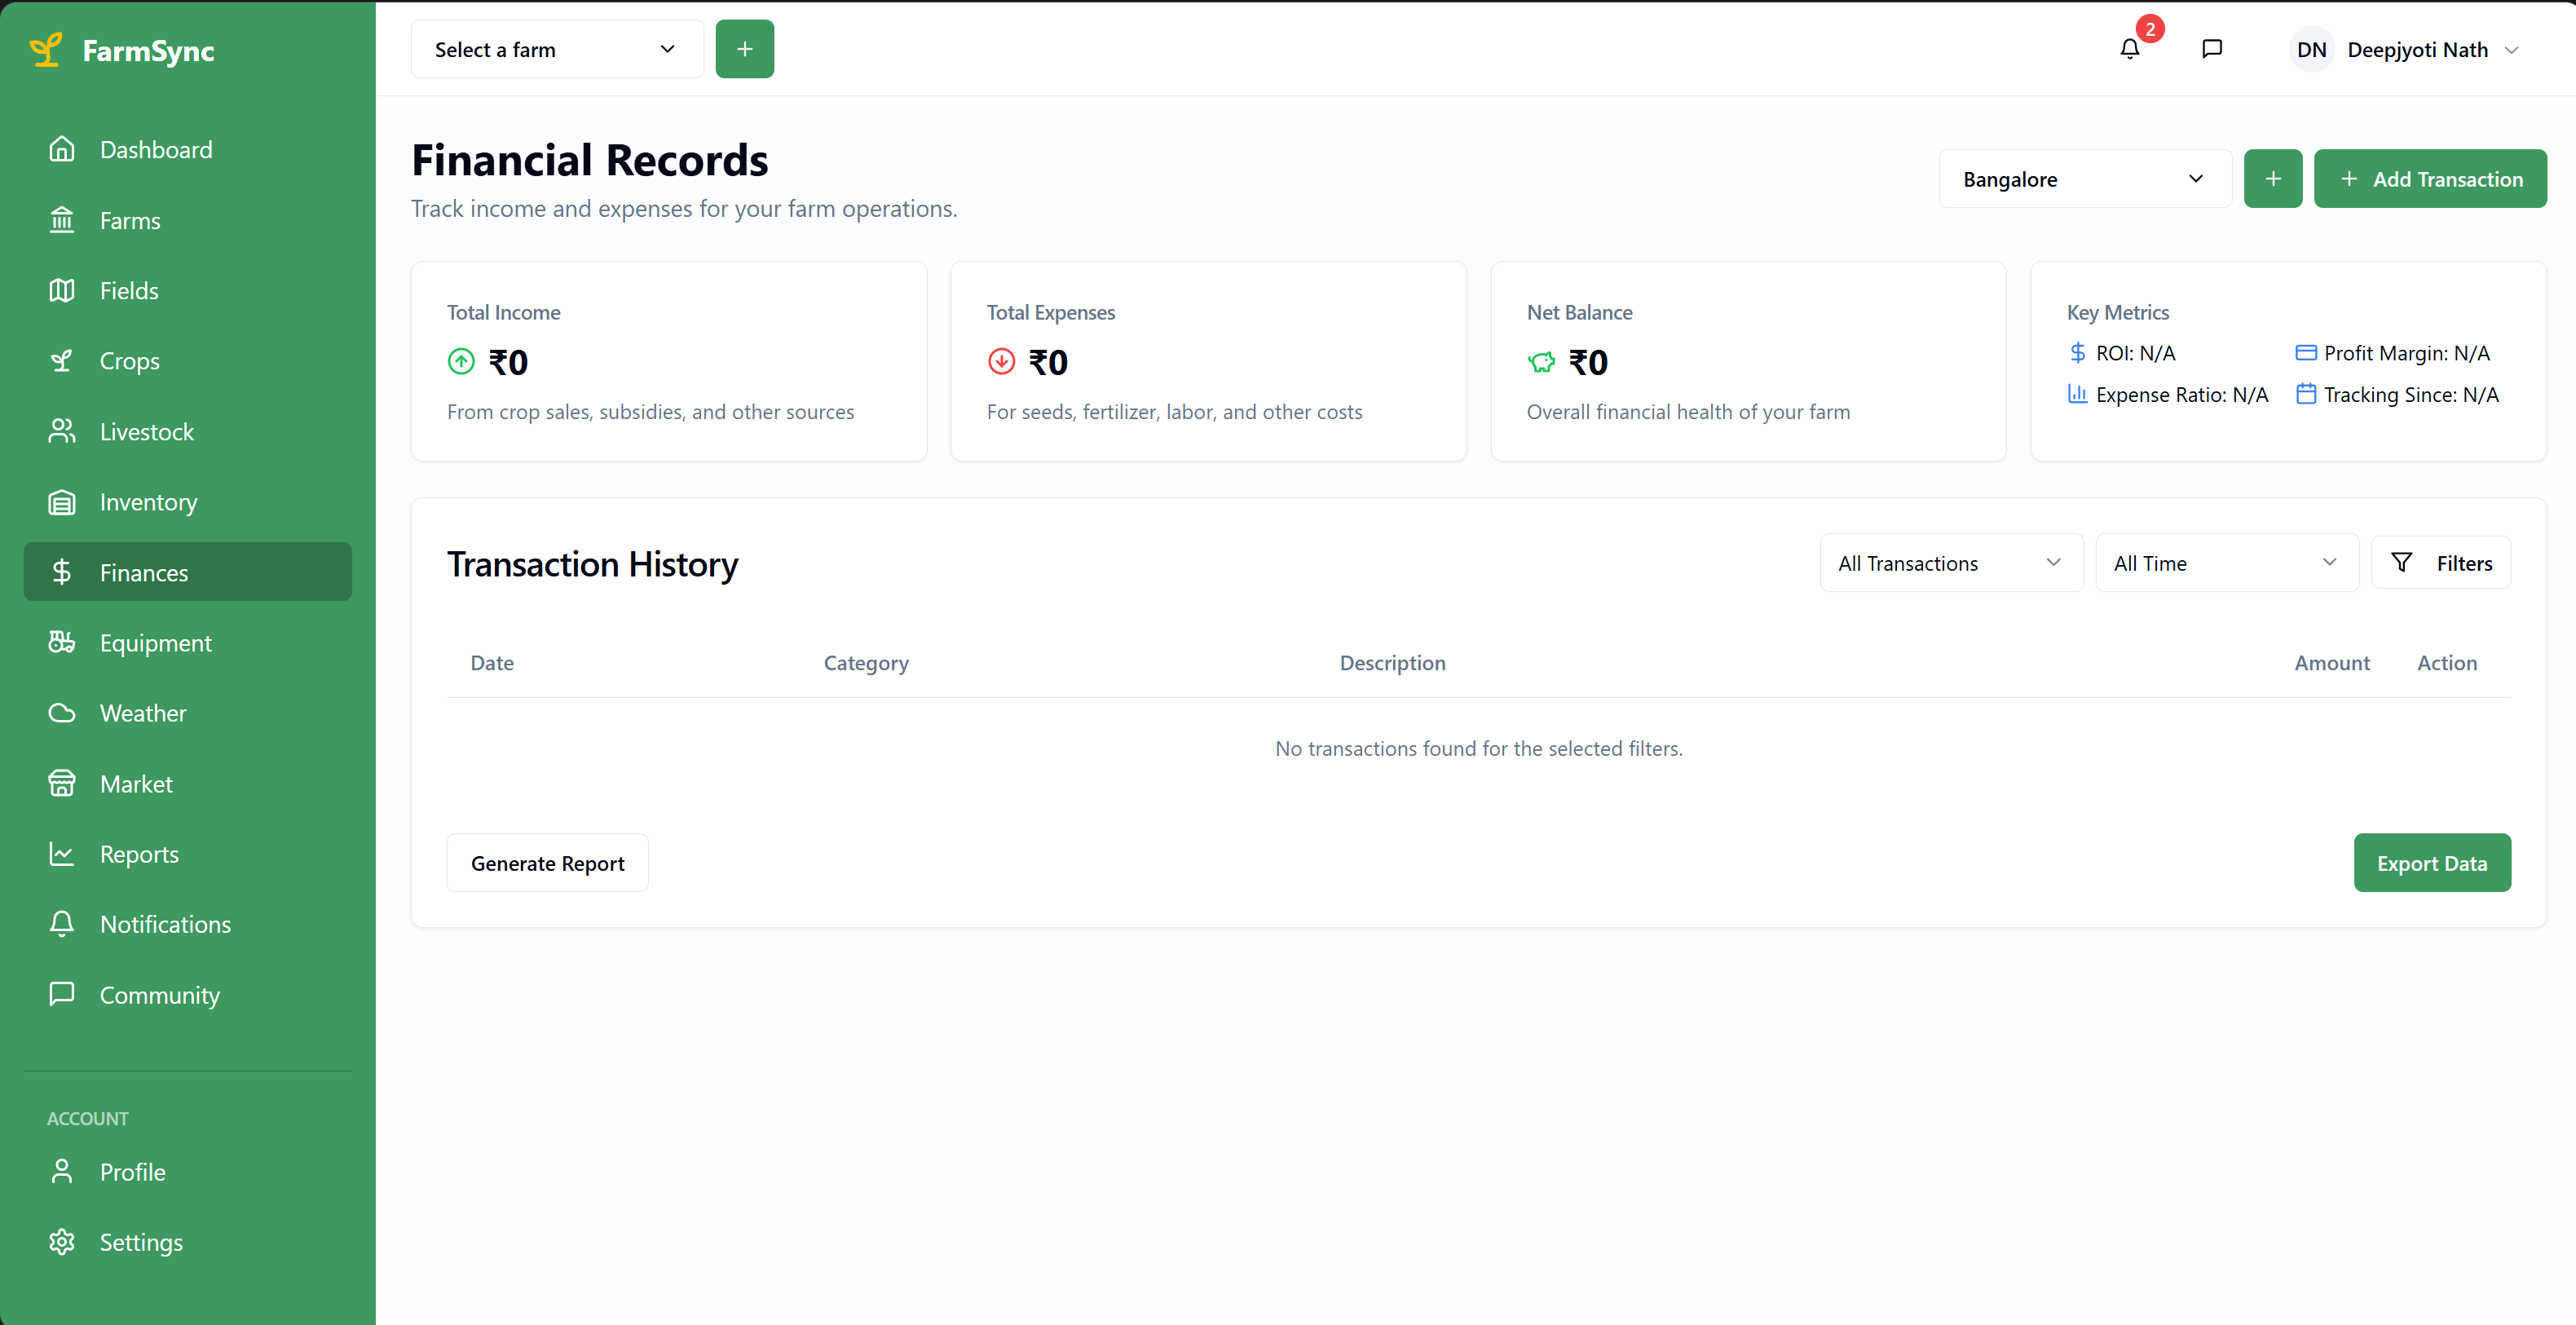 FarmSync
Select a farm
2
DN Deepjyoti Nath
Dashboard
Farms
Fields
Crops
Livestock
Inventory
Finances
Equipment
Weather
Market
Reports
Notifications
Community
ACCOUNT
Profile
Settings
Financial Records
Track income and expenses for your farm operations.
Bangalore
+ Add Transaction
Total Income
₹0
From crop sales, subsidies, and other sources
Total Expenses
₹0
For seeds, fertilizer, labor, and other costs
Net Balance
₹0
Overall financial health of your farm
Key Metrics
ROI: N/A Profit Margin: N/A
Expense Ratio: N/A Tracking Since: N/A
Transaction History
All Transactions All Time Filters
Date Category Description Amount Action
No transactions found for the selected filters.
Generate Report Export Data